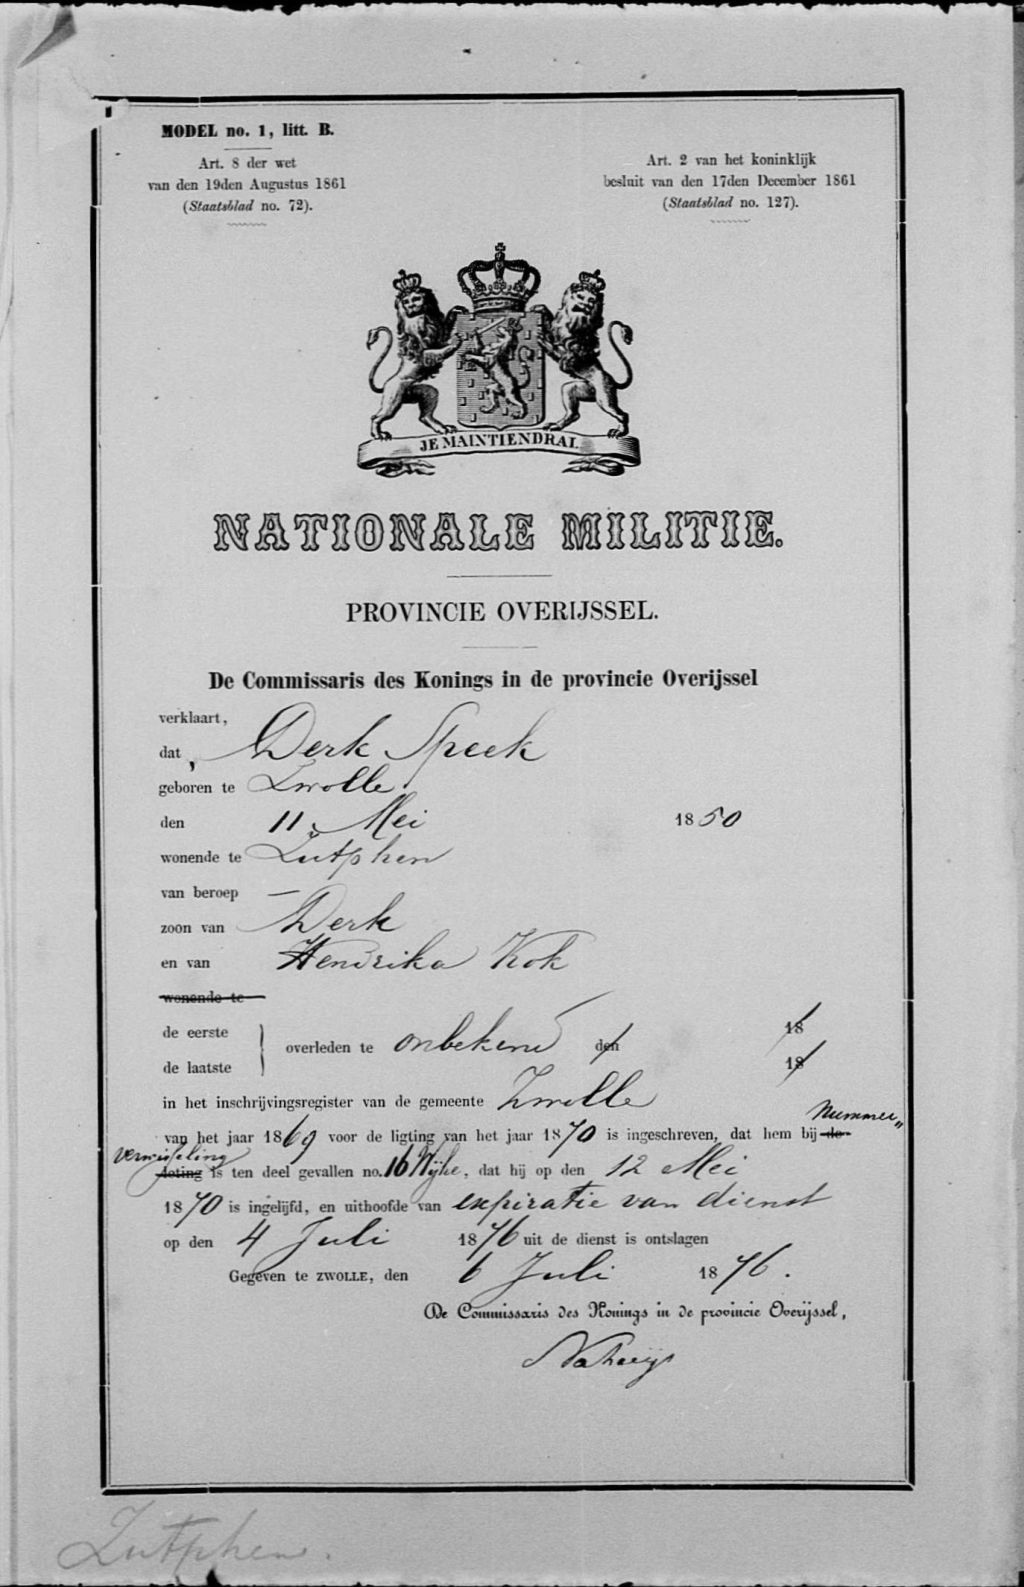 MODEL no. 1, litt. B.
Art. 8 der wet
van den 19den Augustus 1861
(Staatsblad no. 72).
Art. 2 van het koninklijk
besluit van den 17den December 1861
(Staatsblad no. 127).
JE MAINTIENDRAI.
NATIONALE MILITIE.
PROVINCIE OVERIJSSEL.
De Commissaris des Konings in de provincie Overijssel
verklaart,
dat, Derk Speek
geboren te Zwolle
den 11 Mei 1850
wonende te Zutphen
van beroep –
zoon van Derk
en van Hendrika Kok
wonende te
de eerste
de laatste
overleden te onbekend den 18
18
in het inschrijvingsregister van de gemeente Zwolle
van het jaar 1869 voor de ligting van het jaar 1870 is ingeschreven, dat hem bij de Nummer„
verwisseling loting is ten deel gevallen no. 16 Wijhe, dat hij op den 12 Mei
1870 is ingelijfd, en uithoofde van expiratie van dienst
op den 4 Juli 1876 uit de dienst is ontslagen
Gegeven te ZWOLLE, den 6 Juli 1876.
De Commissaris des Konings in de provincie Overijssel,
Zutphen.